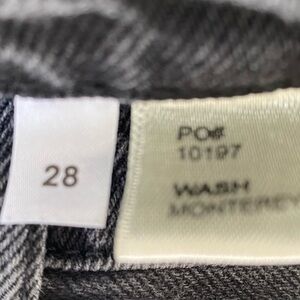 28
PO#
10197
WASH
MONTEREY